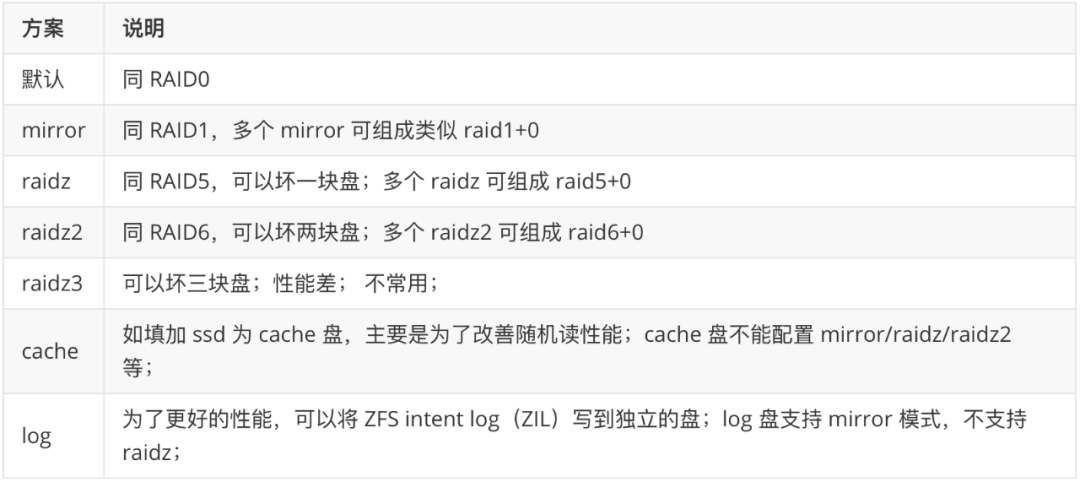 方案 说明
默认 同 RAID0
mirror 同 RAID1，多个 mirror 可组成类似 raid1+0
raidz 同 RAID5，可以坏一块盘；多个 raidz 可组成 raid5+0
raidz2 同 RAID6，可以坏两块盘；多个 raidz2 可组成 raid6+0
raidz3 可以坏三块盘；性能差； 不常用；
cache 如填加 ssd 为 cache 盘，主要是为了改善随机读性能；cache 盘不能配置 mirror/raidz/raidz2
等；
log 为了更好的性能，可以将 ZFS intent log（ZIL）写到独立的盘；log 盘支持 mirror 模式，不支持
raidz；